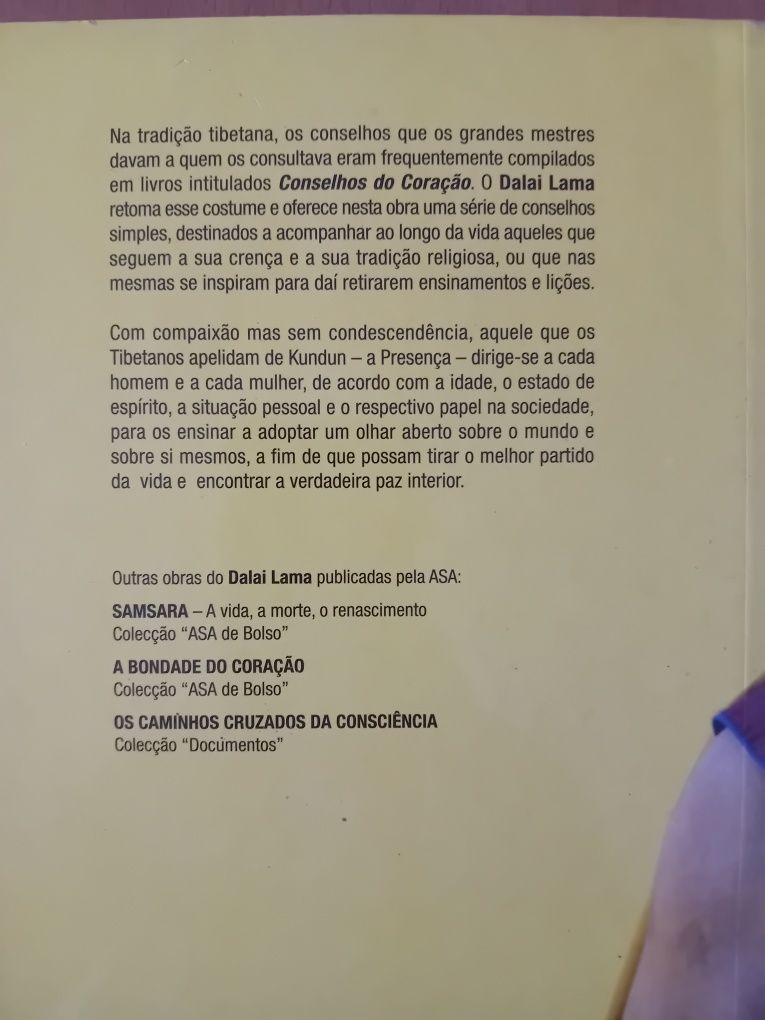 Na tradição tibetana, os conselhos que os grandes mestres
davam a quem os consultava eram frequentemente compilados
em livros intitulados Conselhos do Coração. O Dalai Lama
retoma esse costume e oferece nesta obra uma série de conselhos
simples, destinados a acompanhar ao longo da vida aqueles que
seguem a sua crença e a sua tradição religiosa, ou que nas
mesmas se inspiram para daí retirarem ensinamentos e lições.
Com compaixão mas sem condescendência, aquele que os
Tibetanos apelidam de Kundun – a Presença – dirige-se a cada
homem e a cada mulher, de acordo com a idade, o estado de
espírito, a situação pessoal e o respectivo papel na sociedade,
para os ensinar a adoptar um olhar aberto sobre o mundo e
sobre si mesmos, a fim de que possam tirar o melhor partido
da vida e encontrar a verdadeira paz interior.
Outras obras do Dalai Lama publicadas pela ASA:
SAMSARA – A vida, a morte, o renascimento
Colecção “ASA de Bolso”
A BONDADE DO CORAÇÃO
Colecção “ASA de Bolso”
OS CAMINHOS CRUZADOS DA CONSCIÊNCIA
Colecção “Documentos”